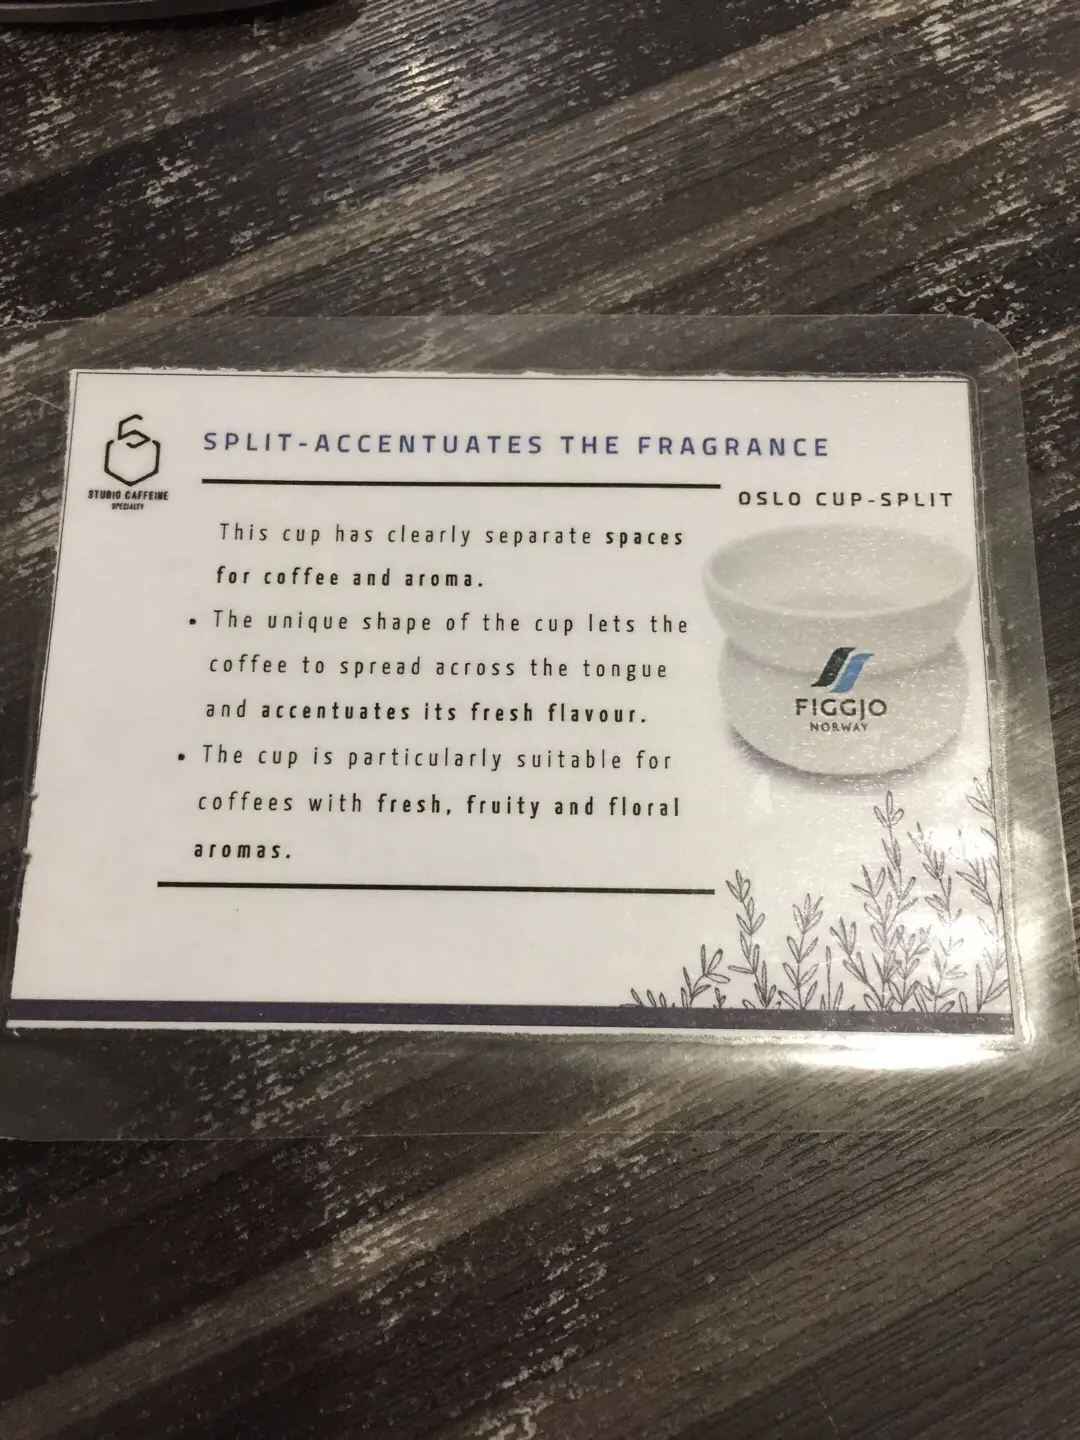 STUDIO CAFFEINE
SPECIALTY
SPLIT-ACCENTUATES THE FRAGRANCE
OSLO CUP-SPLIT
This cup has clearly separate spaces
for coffee and aroma.
• The unique shape of the cup lets the
coffee to spread across the tongue
and accentuates its fresh flavour.
• The cup is particularly suitable for
coffees with fresh, fruity and floral
aromas.
FIGGJO
NORWAY